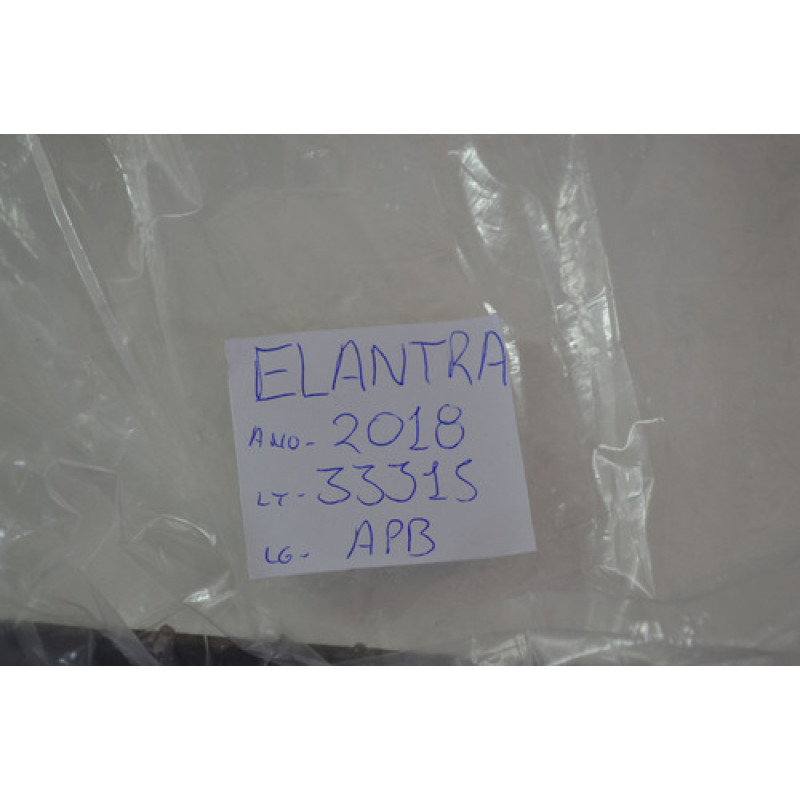 ELANTRA
ANO- 2018
LT- 33315
LG- APB